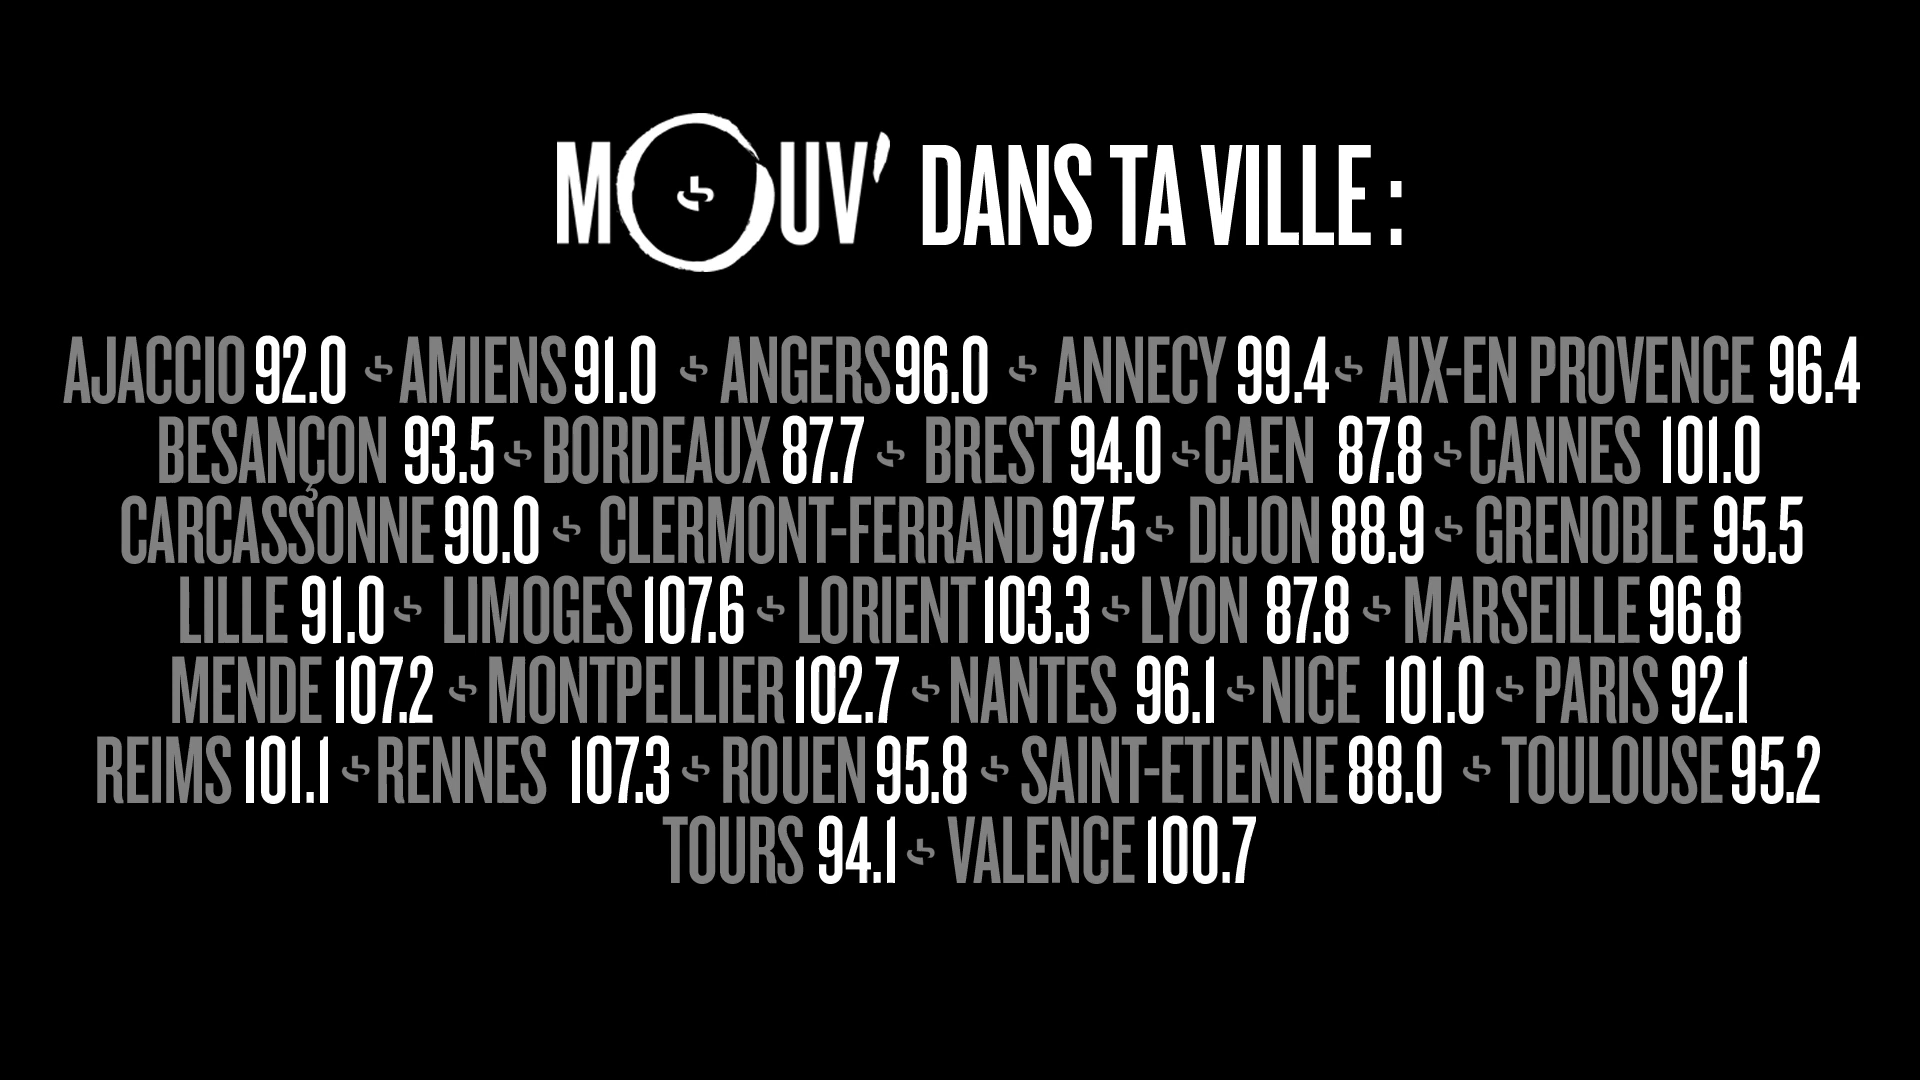 MOUV' DANS TA VILLE :
AJACCIO 92.0 AMIENS 91.0 ANGERS 96.0 ANNECY 99.4 AIX-EN PROVENCE 96.4
BESANÇON 93.5 BORDEAUX 87.7 BREST 94.0 CAEN 87.8 CANNES 101.0
CARCASSONNE 90.0 CLERMONT-FERRAND 97.5 DIJON 88.9 GRENOBLE 95.5
LILLE 91.0 LIMOGES 107.6 LORIENT 103.3 LYON 87.8 MARSEILLE 96.8
MENDE 107.2 MONTPELLIER 102.7 NANTES 96.1 NICE 101.0 PARIS 92.1
REIMS 101.1 RENNES 107.3 ROUEN 95.8 SAINT-ETIENNE 88.0 TOULOUSE 95.2
TOURS 94.1 VALENCE 100.7